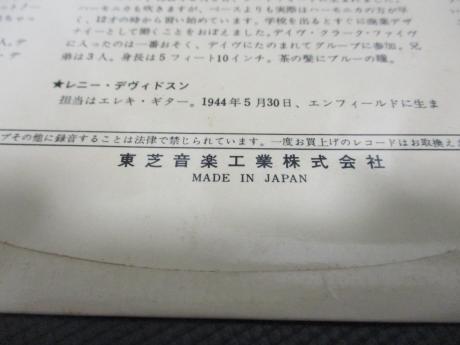 ハーモニカも吹きますが、ベースよりも実際はハーモニカの方が早
く、12才の時から習い始めています。学校を出るとすぐに商業デザ
イナーとして働くことをおぼえました。デイヴ・クラーク・ファイヴ
に入ったのは一番おそく、デイヴにたのまれてグループに参加。兄
弟は3人。身長は5フィート10インチ。茶の髪にブルーの瞳。
★レニー・デヴィドスン
担当はエレキ・ギター。1944年5月30日、エンフィールドに生ま
プその他に録音することは法律で禁じられています。一度お買上げのレコードはお取換え
東芝音楽工業株式会社
MADE IN JAPAN